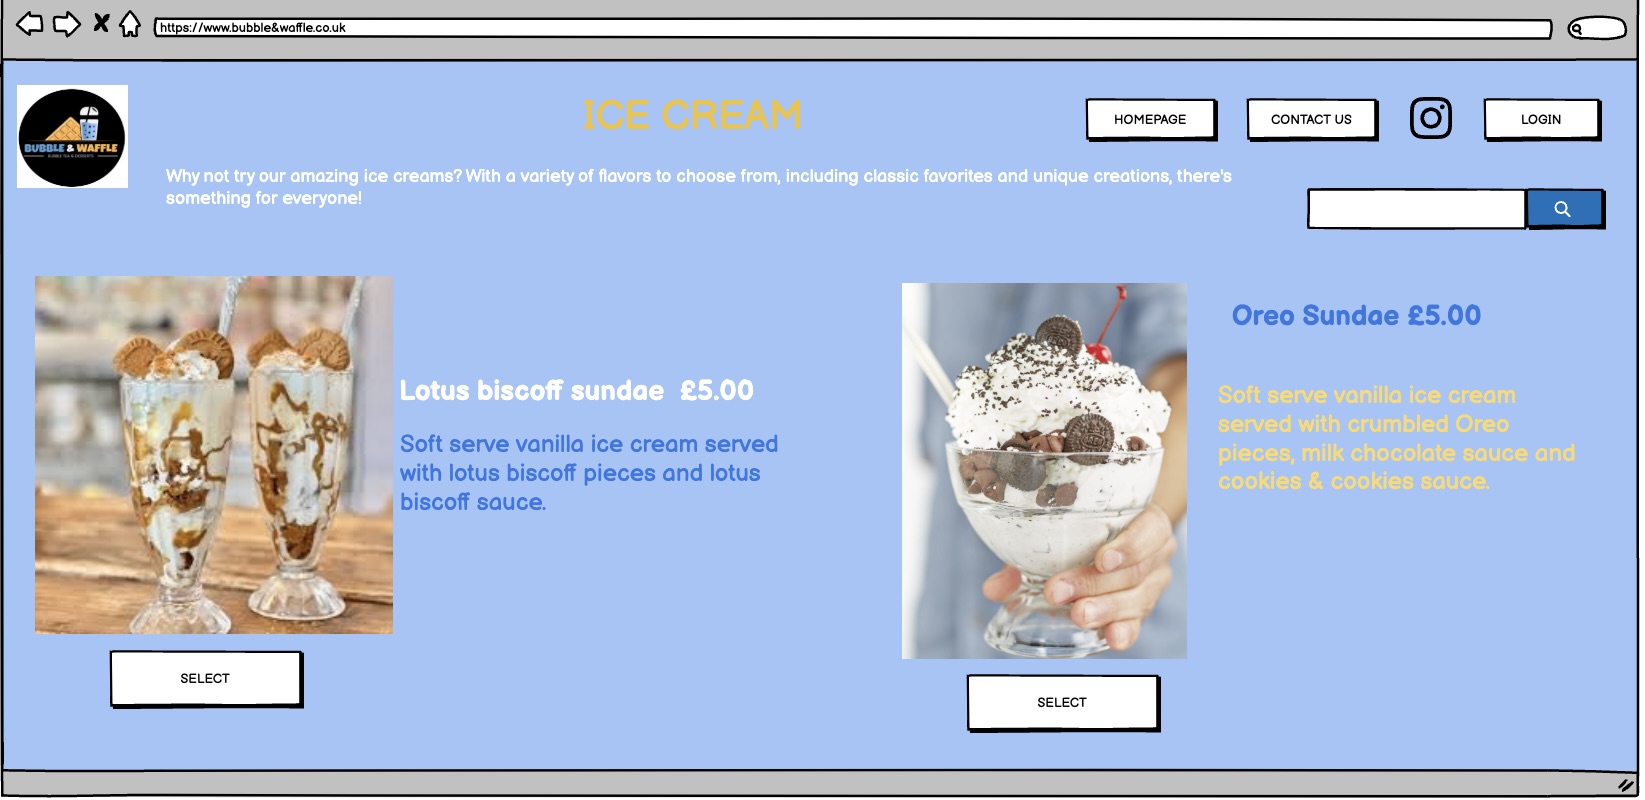 https://www.bubble&waffle.co.uk
BUBBLE & WAFFLE
BUBBLE TEA & DESSERTS
ICE CREAM
HOMEPAGE
CONTACT US
LOGIN
Why not try our amazing ice creams? With a variety of flavors to choose from, including classic favorites and unique creations, there's
something for everyone!
Lotus biscoff sundae £5.00
Soft serve vanilla ice cream served
with lotus biscoff pieces and lotus
biscoff sauce.
SELECT
Oreo Sundae £5.00
Soft serve vanilla ice cream
served with crumbled Oreo
pieces, milk chocolate sauce and
cookies & cookies sauce.
SELECT